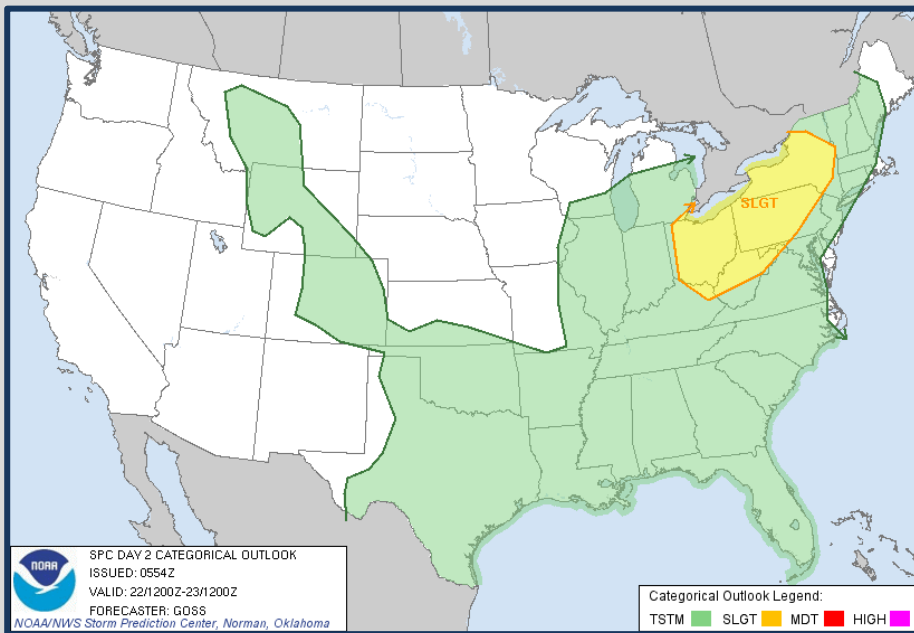 SLGT
NOAA
SPC DAY 2 CATEGORICAL OUTLOOK
ISSUED: 0554Z
VALID: 22/1200Z-23/1200Z
FORECASTER: GOSS
NOAA/NWS Storm Prediction Center, Norman, Oklahoma
Categorical Outlook Legend:
TSTM SLGT MDT HIGH